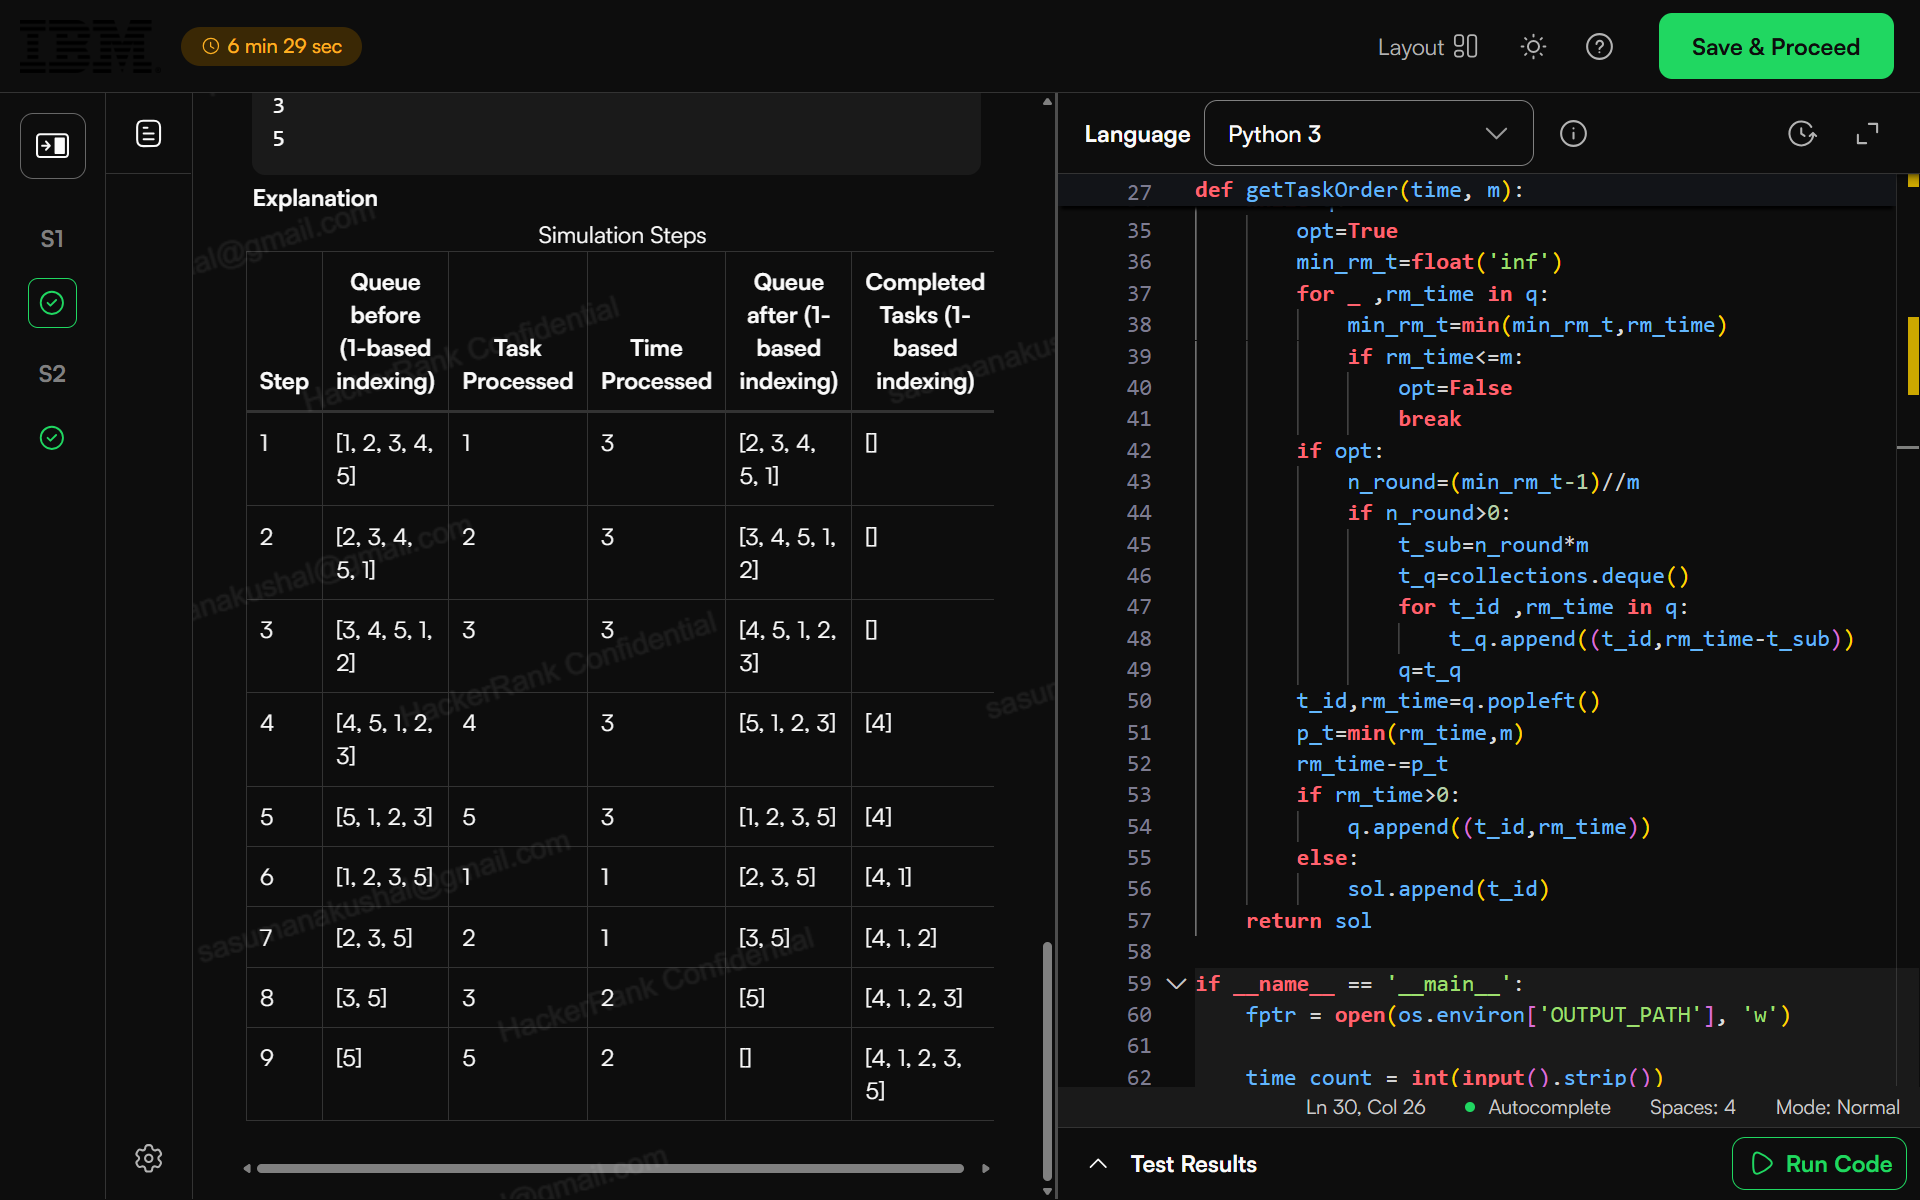 IBM
6 min 29 sec
Layout
Save & Proceed
S1
S2
3
5
Explanation
Simulation Steps
Step
Queue before (1-based indexing)
Task Processed
Time Processed
Queue after (1-based indexing)
Completed Tasks (1-based indexing)
1 [1, 2, 3, 4, 5] 1 3 [2, 3, 4, 5, 1] []
2 [2, 3, 4, 5, 1] 2 3 [3, 4, 5, 1, 2] []
3 [3, 4, 5, 1, 2] 3 3 [4, 5, 1, 2, 3] []
4 [4, 5, 1, 2, 3] 4 3 [5, 1, 2, 3] [4]
5 [5, 1, 2, 3] 5 3 [1, 2, 3, 5] [4]
6 [1, 2, 3, 5] 1 1 [2, 3, 5] [4, 1]
7 [2, 3, 5] 2 1 [3, 5] [4, 1, 2]
8 [3, 5] 3 2 [5] [4, 1, 2, 3]
9 [5] 5 2 [] [4, 1, 2, 3, 5]
HackerRank Confidential
HackerRank Confidential
HackerRank Confidential
sasumanakushal@gmail.com
Language
Python 3
27 def getTaskOrder(time, m):
35 opt=True
36 min_rm_t=float('inf')
37 for _ ,rm_time in q:
38 min_rm_t=min(min_rm_t,rm_time)
39 if rm_time<=m:
40 opt=False
41 break
42 if opt:
43 n_round=(min_rm_t-1)//m
44 if n_round>0:
45 t_sub=n_round*m
46 t_q=collections.deque()
47 for t_id ,rm_time in q:
48 t_q.append((t_id,rm_time-t_sub))
49 q=t_q
50 t_id,rm_time=q.popleft()
51 p_t=min(rm_time,m)
52 rm_time-=p_t
53 if rm_time>0:
54 q.append((t_id,rm_time))
55 else:
56 sol.append(t_id)
57 return sol
58
59 if __name__ == '__main__':
60 fptr = open(os.environ['OUTPUT_PATH'], 'w')
61
62 time_count = int(input().strip())
Ln 30, Col 26
Autocomplete
Spaces: 4
Mode: Normal
Test Results
Run Code